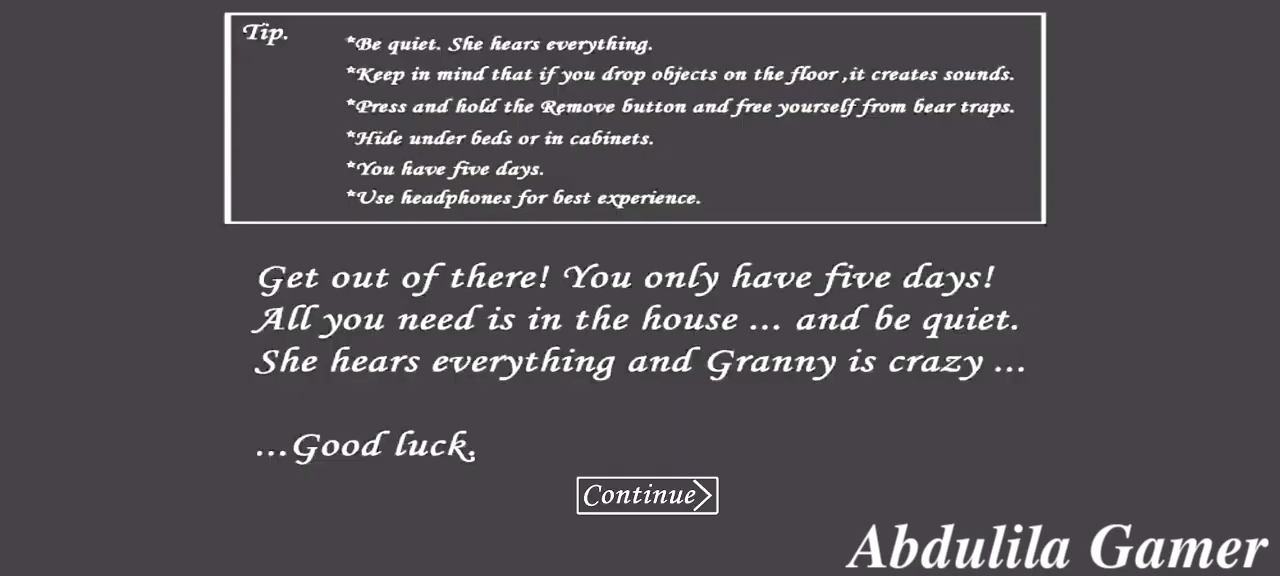 Tip.
*Be quiet. She hears everything.
*Keep in mind that if you drop objects on the floor ,it creates sounds.
*Press and hold the Remove button and free yourself from bear traps.
*Hide under beds or in cabinets.
*You have five days.
*Use headphones for best experience.
Get out of there! You only have five days!
All you need is in the house ... and be quiet.
She hears everything and Granny is crazy ...
...Good luck.
Continue
Abdulila Gamer